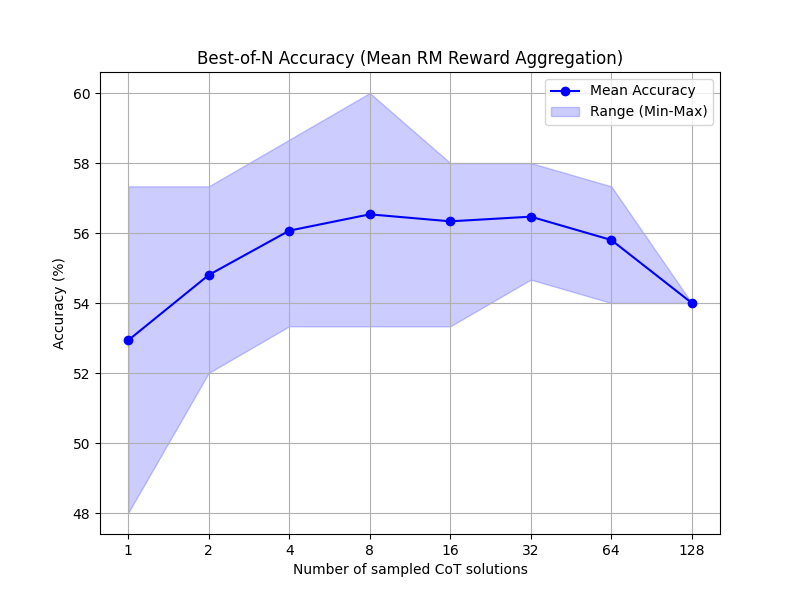 Best-of-N Accuracy (Mean RM Reward Aggregation)
Mean Accuracy
Range (Min-Max)
Accuracy (%)
60
58
56
54
52
50
48
1 2 4 8 16 32 64 128
Number of sampled CoT solutions